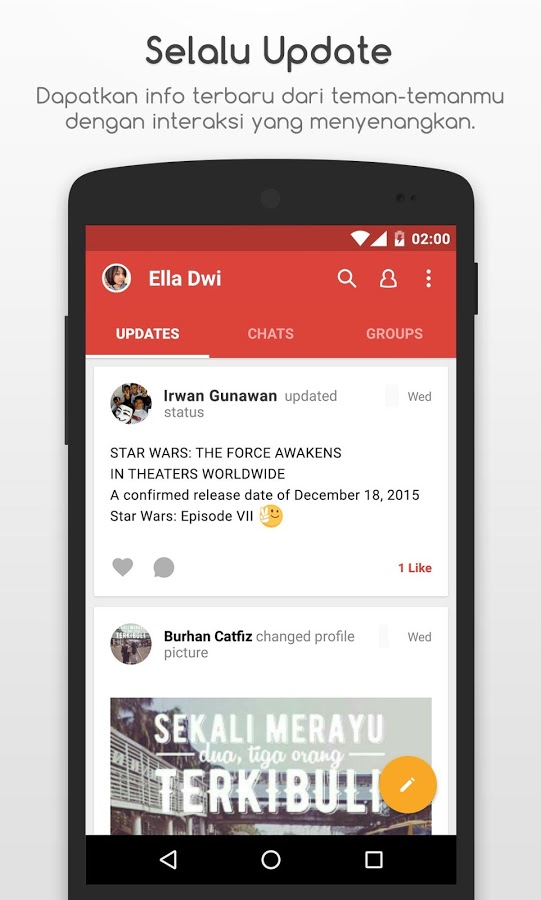 Selalu Update
Dapatkan info terbaru dari teman-temanmu
dengan interaksi yang menyenangkan.
02:00
Ella Dwi
UPDATES CHATS GROUPS
Irwan Gunawan updated Wed
status
STAR WARS: THE FORCE AWAKENS
IN THEATERS WORLDWIDE
A confirmed release date of December 18, 2015
Star Wars: Episode VII
1 Like
Burhan Catfiz changed profile Wed
picture
SEKALI MERAYU
dua, tiga orang
TERKIBULI